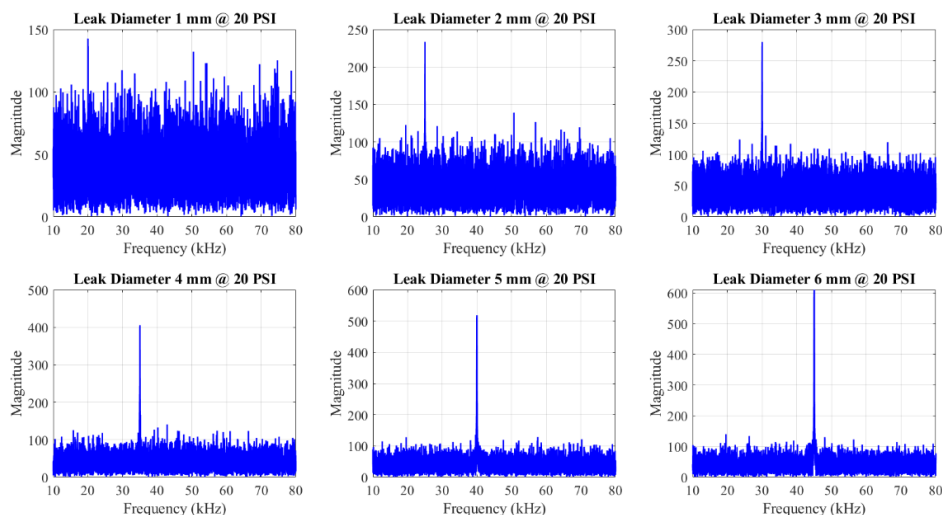 Leak Diameter 1 mm @ 20 PSI
150
100
50
0
Magnitude
10 20 30 40 50 60 70 80
Frequency (kHz)
Leak Diameter 2 mm @ 20 PSI
250
200
150
100
50
0
Magnitude
10 20 30 40 50 60 70 80
Frequency (kHz)
Leak Diameter 3 mm @ 20 PSI
300
250
200
150
100
50
0
Magnitude
10 20 30 40 50 60 70 80
Frequency (kHz)
Leak Diameter 4 mm @ 20 PSI
500
400
300
200
100
0
Magnitude
10 20 30 40 50 60 70 80
Frequency (kHz)
Leak Diameter 5 mm @ 20 PSI
600
500
400
300
200
100
0
Magnitude
10 20 30 40 50 60 70 80
Frequency (kHz)
Leak Diameter 6 mm @ 20 PSI
600
500
400
300
200
100
0
Magnitude
10 20 30 40 50 60 70 80
Frequency (kHz)